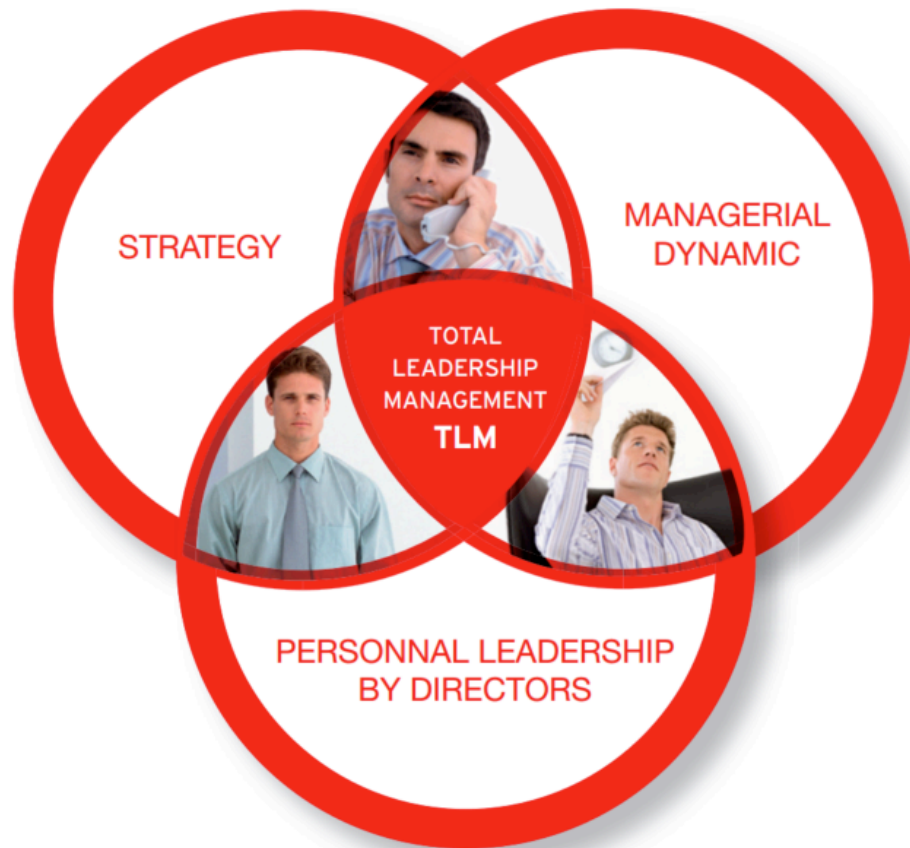 STRATEGY
MANAGERIAL
DYNAMIC
TOTAL
LEADERSHIP
MANAGEMENT
TLM
PERSONNAL LEADERSHIP
BY DIRECTORS